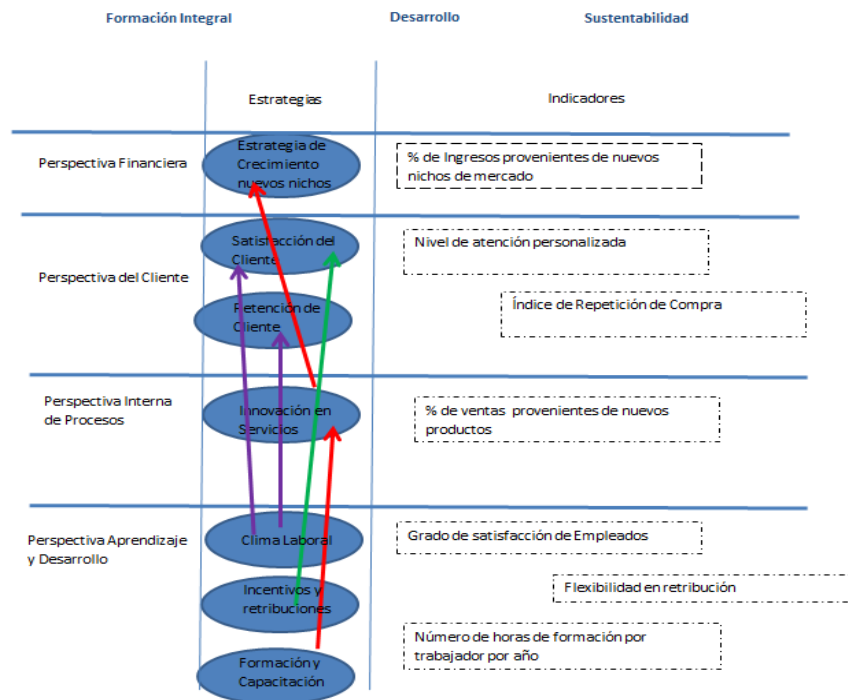 Formación Integral
Desarrollo
Sustentabilidad
Estrategias
Indicadores
Perspectiva Financiera
Estrategia de
Crecimiento
nuevos nichos
% de Ingresos provenientes de nuevos
nichos de mercado
Perspectiva del Cliente
Satisfacción del
Cliente
Nivel de atención personalizada
Retención de
Cliente
Índice de Repetición de Compra
Perspectiva Interna
de Procesos
Innovación en
Servicios
% de ventas provenientes de nuevos
productos
Perspectiva Aprendizaje
y Desarrollo
Clima Laboral
Grado de satisfacción de Empleados
Incentivos y
retribuciones
Flexibilidad en retribución
Formación y
Capacitación
Número de horas de formación por
trabajador por año